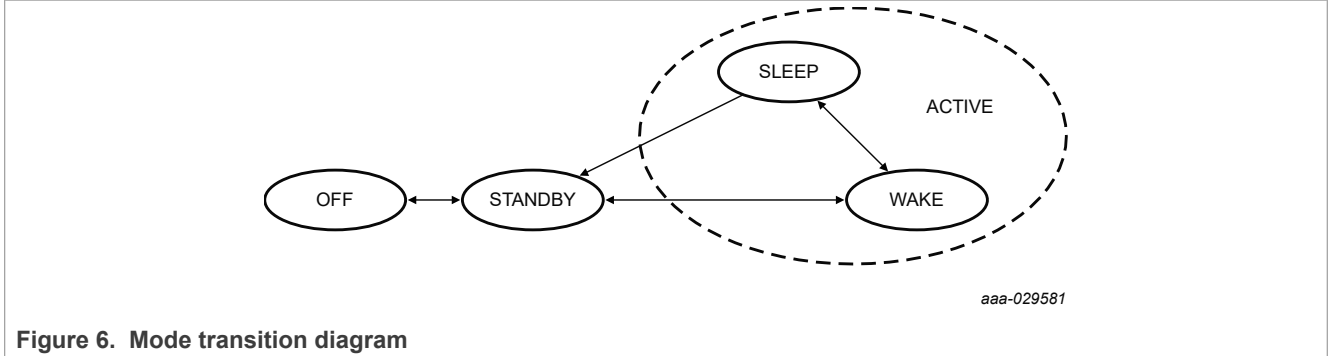 SLEEP
ACTIVE
OFF
STANDBY
WAKE
aaa-029581
Figure 6. Mode transition diagram